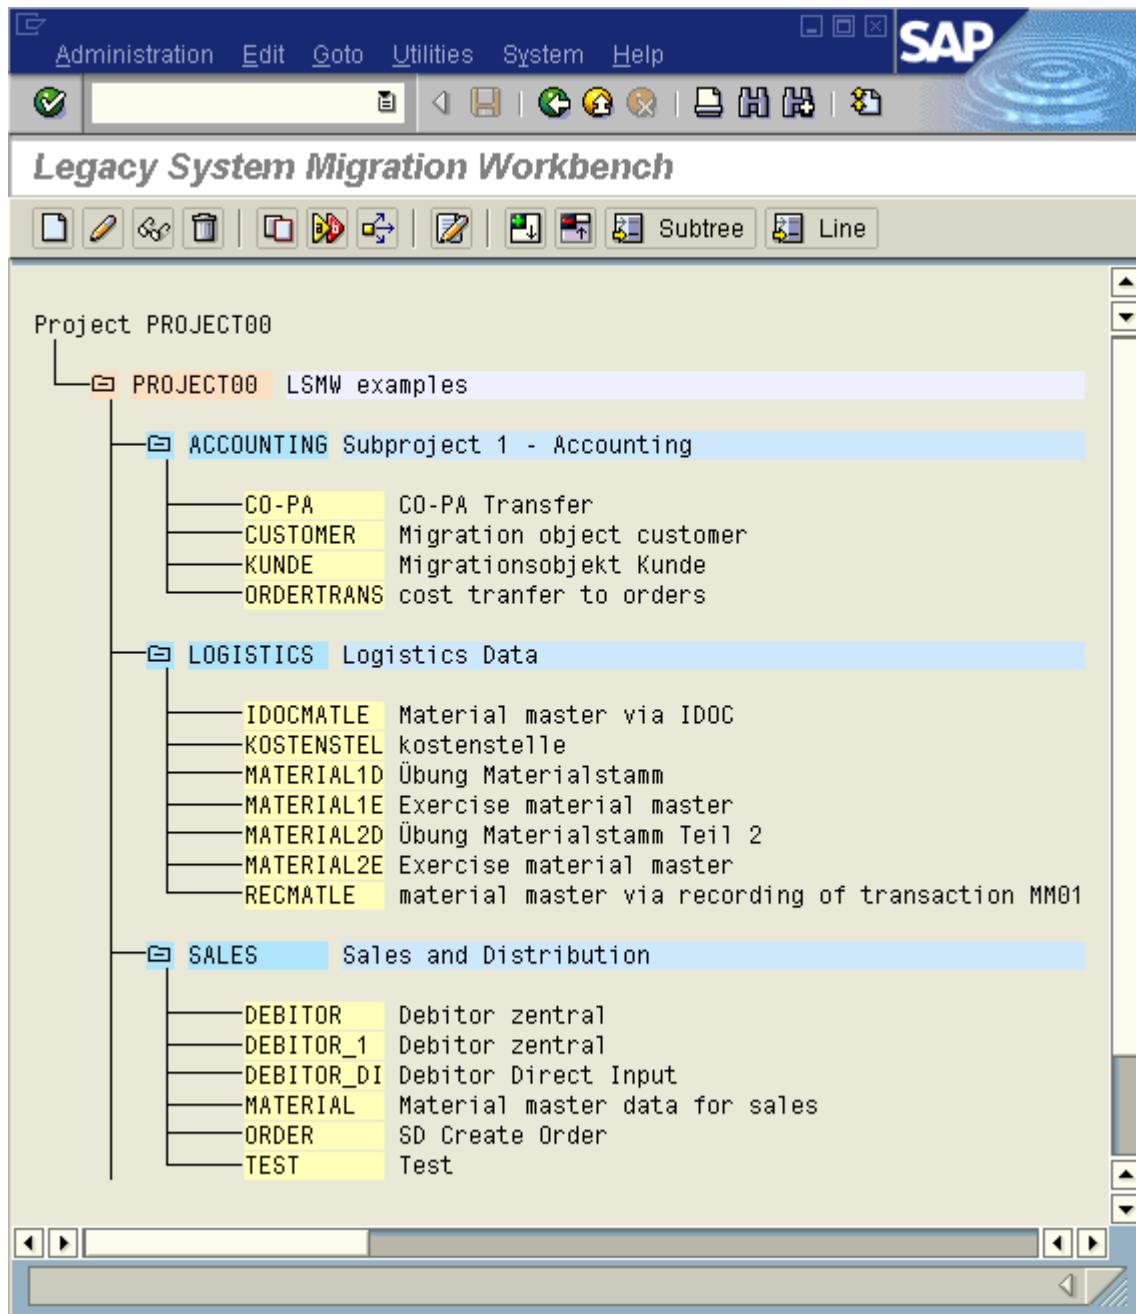 Administration Edit Goto Utilities System Help
SAP
Legacy System Migration Workbench
Subtree Line
Project PROJECT00
PROJECT00 LSMW examples
ACCOUNTING Subproject 1 - Accounting
CO-PA CO-PA Transfer
CUSTOMER Migration object customer
KUNDE Migrationsobjekt Kunde
ORDERTRANS cost tranfer to orders
LOGISTICS Logistics Data
IDOCMATLE Material master via IDOC
KOSTENSTEL kostenstelle
MATERIAL1D Übung Materialstamm
MATERIAL1E Exercise material master
MATERIAL2D Übung Materialstamm Teil 2
MATERIAL2E Exercise material master
RECMATLE material master via recording of transaction MM01
SALES Sales and Distribution
DEBITOR Debitor zentral
DEBITOR_1 Debitor zentral
DEBITOR_DI Debitor Direct Input
MATERIAL Material master data for sales
ORDER SD Create Order
TEST Test